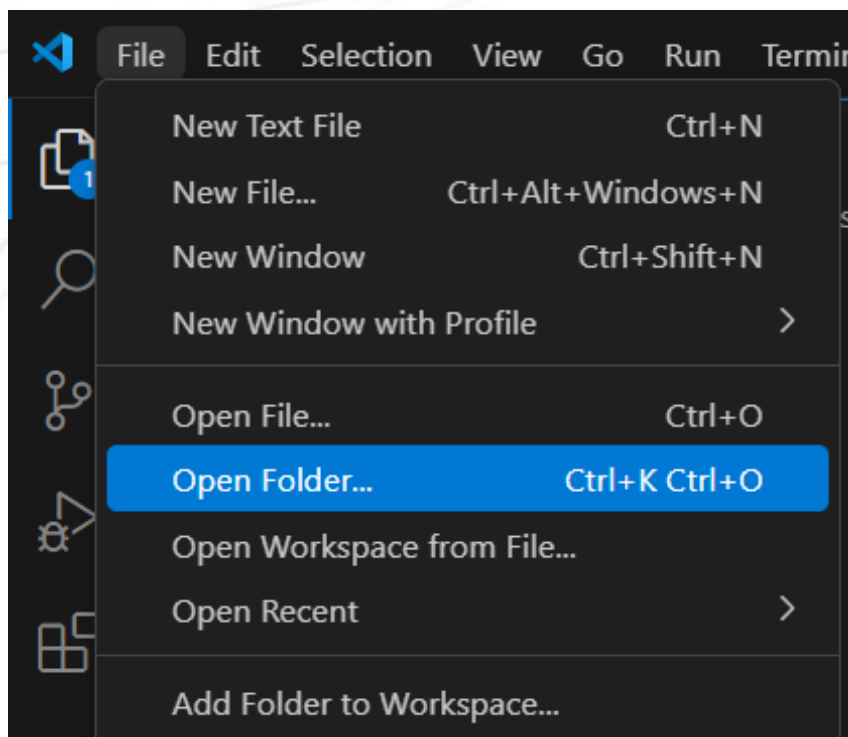 File Edit Selection View Go Run
New Text File Ctrl+N
1
New File... Ctrl+Alt+Windows+N
New Window Ctrl+Shift+N
New Window with Profile
Open File... Ctrl+O
Open Folder... Ctrl+K Ctrl+O
Open Workspace from File...
Open Recent
Add Folder to Workspace...